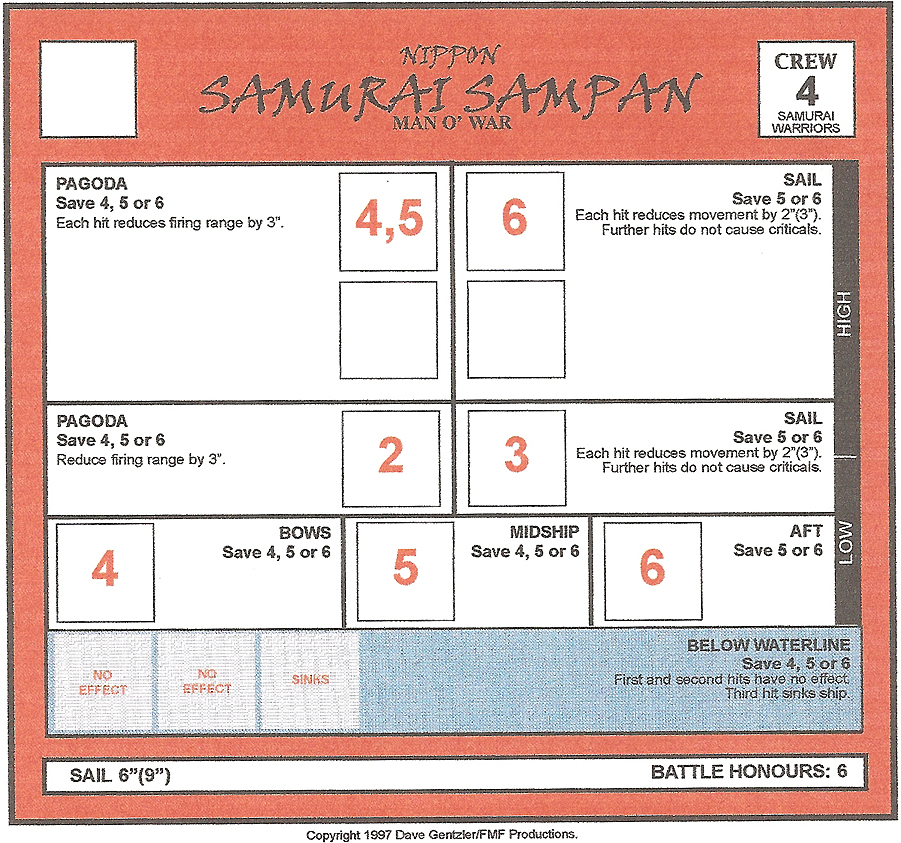 NIPPON
SAMURAI SAMPAN
MAN O' WAR
CREW
4
SAMURAI
WARRIORS
PAGODA
Save 4, 5 or 6
Each hit reduces firing range by 3".
4,5
6
SAIL
Save 5 or 6
Each hit reduces movement by 2"(3").
Further hits do not cause criticals.
HIGH
PAGODA
Save 4, 5 or 6
Reduce firing range by 3".
2
3
SAIL
Save 5 or 6
Each hit reduces movement by 2"(3").
Further hits do not cause criticals.
4
BOWS
Save 4, 5 or 6
5
MIDSHIP
Save 4, 5 or 6
6
AFT
Save 5 or 6
LOW
NO
EFFECT
NO
EFFECT
SINKS
BELOW WATERLINE
Save 4, 5 or 6
First and second hits have no effect.
Third hit sinks ship.
SAIL 6"(9")
BATTLE HONOURS: 6
Copyright 1997 Dave Gentzler/FMF Productions.